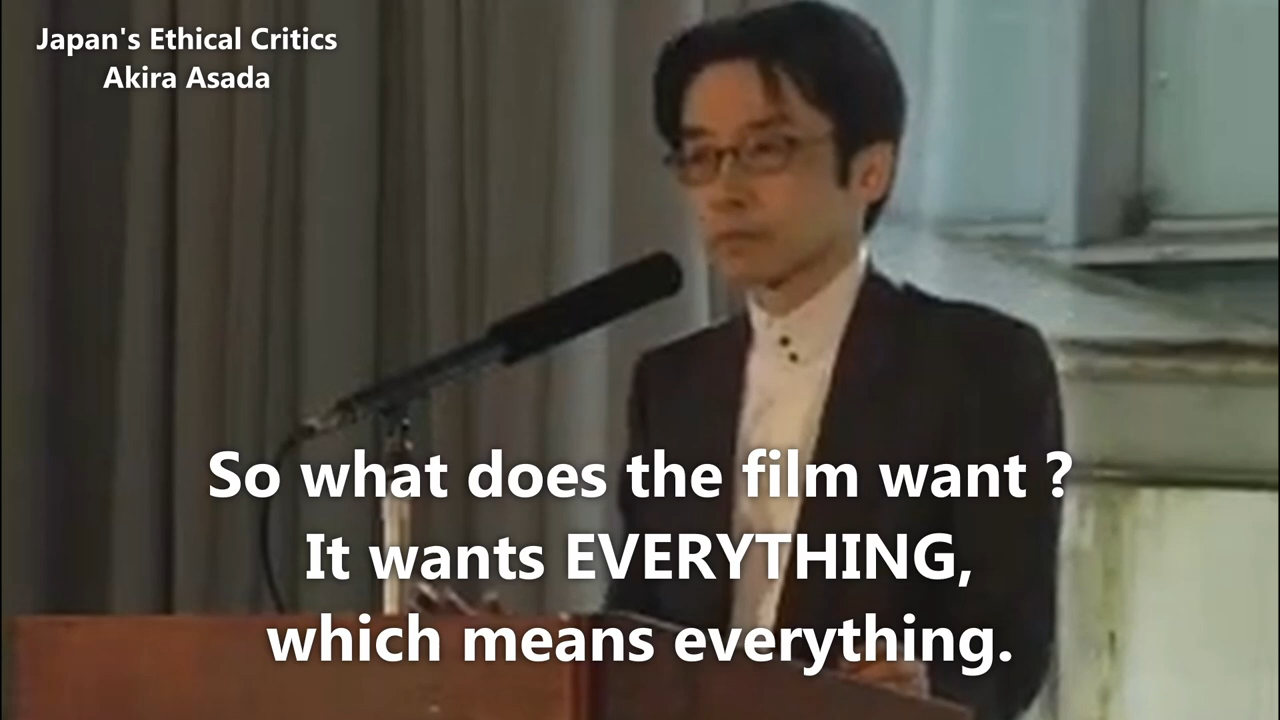 Japan's Ethical Critics
Akira Asada
So what does the film want ?
It wants EVERYTHING,
which means everything.